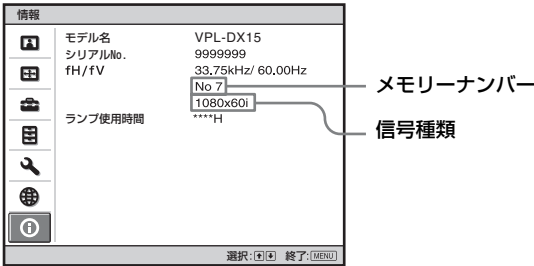 情報
モデル名 VPL-DX15
シリアルNo. 9999999
fH/fV 33.75kHz/ 60.00Hz
No 7
1080x60i
ランプ使用時間 ****H
メモリーナンバー
信号種類
選択: 終了: MENU